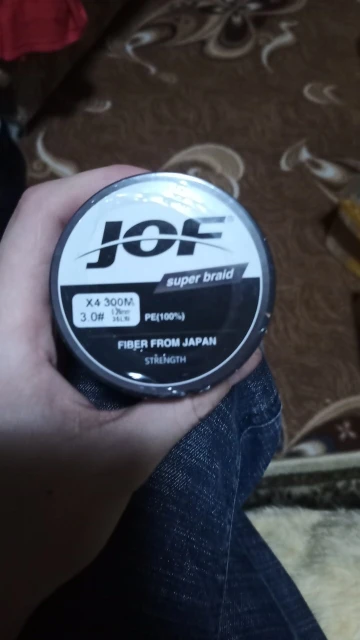 JOF®
super braid
X4 300M
3.0#
PE(100%)
FIBER FROM JAPAN
STRENGTH